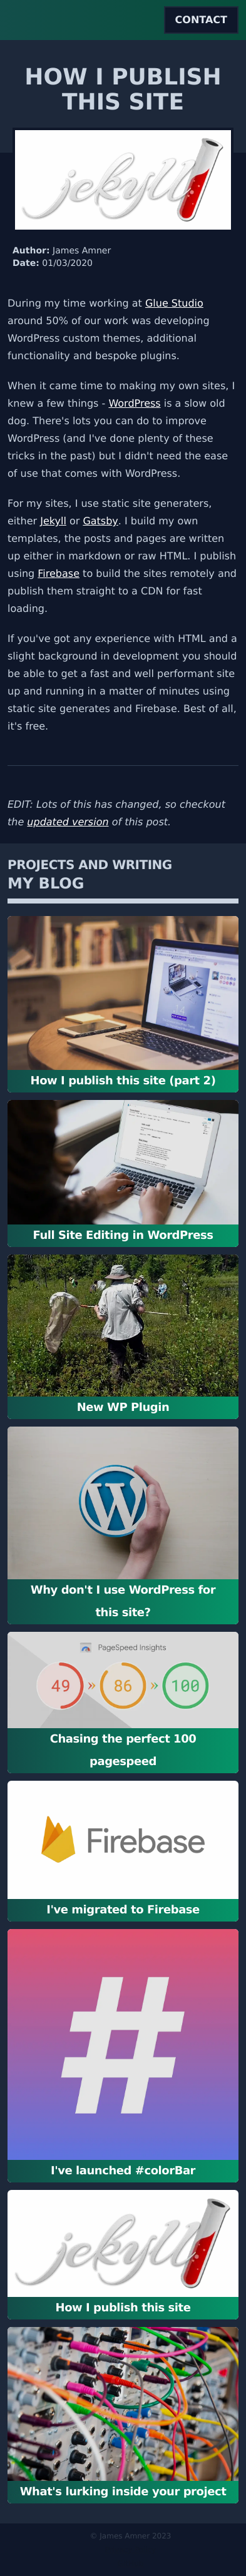 CONTACT
HOW I PUBLISH
THIS SITE
jekyll
Author: James Amner
Date: 01/03/2020
During my time working at Glue Studio
around 50% of our work was developing
WordPress custom themes, additional
functionality and bespoke plugins.
When it came time to making my own sites, I
knew a few things - WordPress is a slow old
dog. There's lots you can do to improve
WordPress (and I've done plenty of these
tricks in the past) but I didn't need the ease
of use that comes with WordPress.
For my sites, I use static site generaters,
either Jekyll or Gatsby. I build my own
templates, the posts and pages are written
up either in markdown or raw HTML. I publish
using Firebase to build the sites remotely and
publish them straight to a CDN for fast
loading.
If you've got any experience with HTML and a
slight background in development you should
be able to get a fast and well performant site
up and running in a matter of minutes using
static site generates and Firebase. Best of all,
it's free.
EDIT: Lots of this has changed, so checkout
the updated version of this post.
PROJECTS AND WRITING
MY BLOG
How I publish this site (part 2)
Full Site Editing in WordPress
New WP Plugin
W
Why don't I use WordPress for
this site?
PageSpeed Insights
49 » 86 » 100
Chasing the perfect 100
pagespeed
Firebase
I've migrated to Firebase
#
I've launched #colorBar
jekyll
How I publish this site
What's lurking inside your project
© James Amner 2023